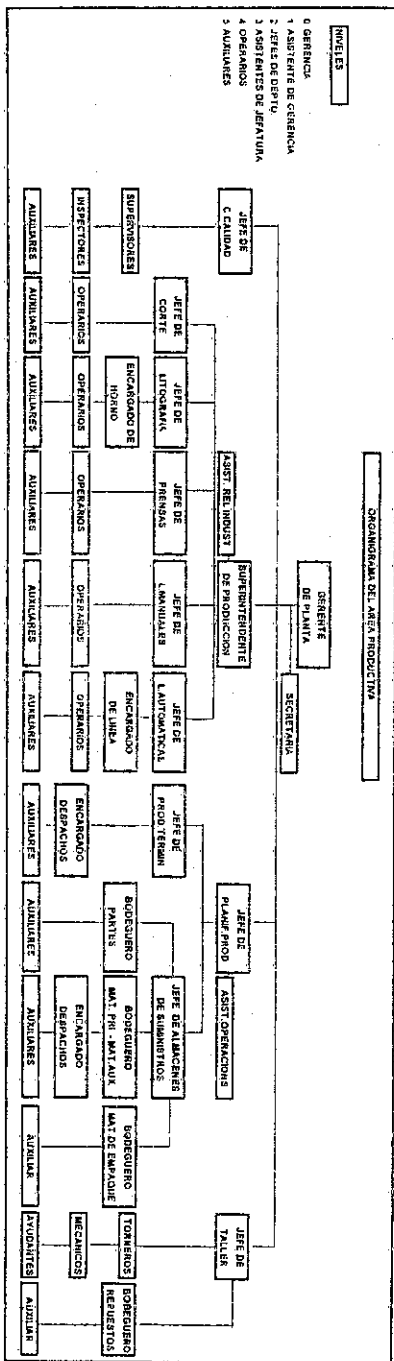 ORGANIGRAMA DEL AREA PRODUCTIVA
NIVELES
0 GERENCIA
1 ASISTENTE DE GERENCIA
2 JEFES DE DEPTO.
3 ASISTENTES DE JEFATURA
4 OPERARIOS
5 AUXILIARES
GERENTE
DE PLANTA
SECRETARIA
JEFE DE
C CALIDAD
ASIST. REL INDUST
SUPERINTENDENTE
DE PRODUCCION
JEFE DE
PLANIF. PROD
ASIST. OPERACIONS
JEFE DE
TALLER
SUPERVISORES
JEFE DE
CORTE
JEFE DE
LITOGRAFIA
JEFE DE
PRENSAS
JEFE DE
L MANUALES
JEFE DE
L AUTOMATICAL
JEFE DE
PROD TERMIN
JEFE DE ALMACENES
DE SUMINISTROS
ENCARGADO DE
HORNO
ENCARGADO
DE LINEA
BODEGUERO
PARTES
BODEGUERO
MAT. PRI - MAT. AUX
BODEGUERO
MAT DE EMPAQUE
TORNEROS
BODEGUERO
REPUESTOS
INSPECTORES
OPERARIOS
OPERARIOS
OPERARIOS
OPERARIOS
OPERARIOS
ENCARGADO
DESPACHOS
ENCARGADO
DESPACHOS
MECANICOS
AUXILIARES
AUXILIARES
AUXILIARES
AUXILIARES
AUXILIARES
AUXILIARES
AUXILIARES
AUXILIARES
AUXILIARES
AUXILIAR
AYUDANTES
AUXILIAR